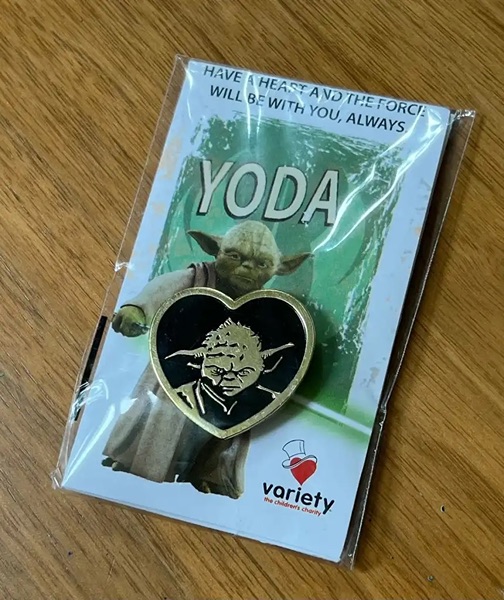 HAVE A HEART AND THE FORCE
WILL BE WITH YOU, ALWAYS
YODA
variety
the children's charity